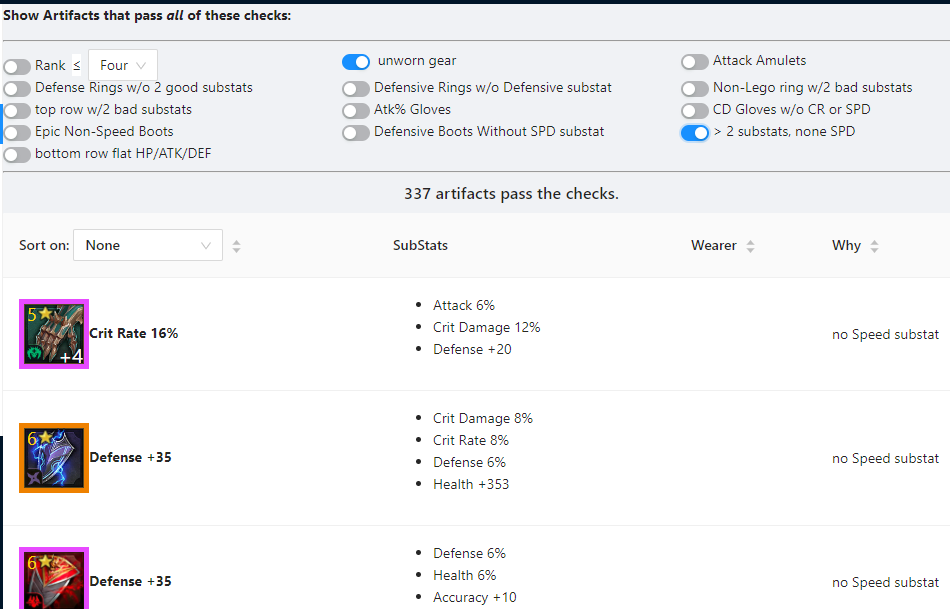 Show Artifacts that pass all of these checks:
Rank ≤ Four
unworn gear
Attack Amulets
Defense Rings w/o 2 good substats
Defensive Rings w/o Defensive substat
Non-Lego ring w/2 bad substats
top row w/2 bad substats
Atk% Gloves
CD Gloves w/o CR or SPD
Epic Non-Speed Boots
Defensive Boots Without SPD substat
> 2 substats, none SPD
bottom row flat HP/ATK/DEF
337 artifacts pass the checks.
Sort on: None SubStats Wearer Why
5
+4
Crit Rate 16%
Attack 6%
Crit Damage 12%
Defense +20
no Speed substat
6
Defense +35
Crit Damage 8%
Crit Rate 8%
Defense 6%
Health +353
no Speed substat
6
Defense +35
Defense 6%
Health 6%
Accuracy +10
no Speed substat